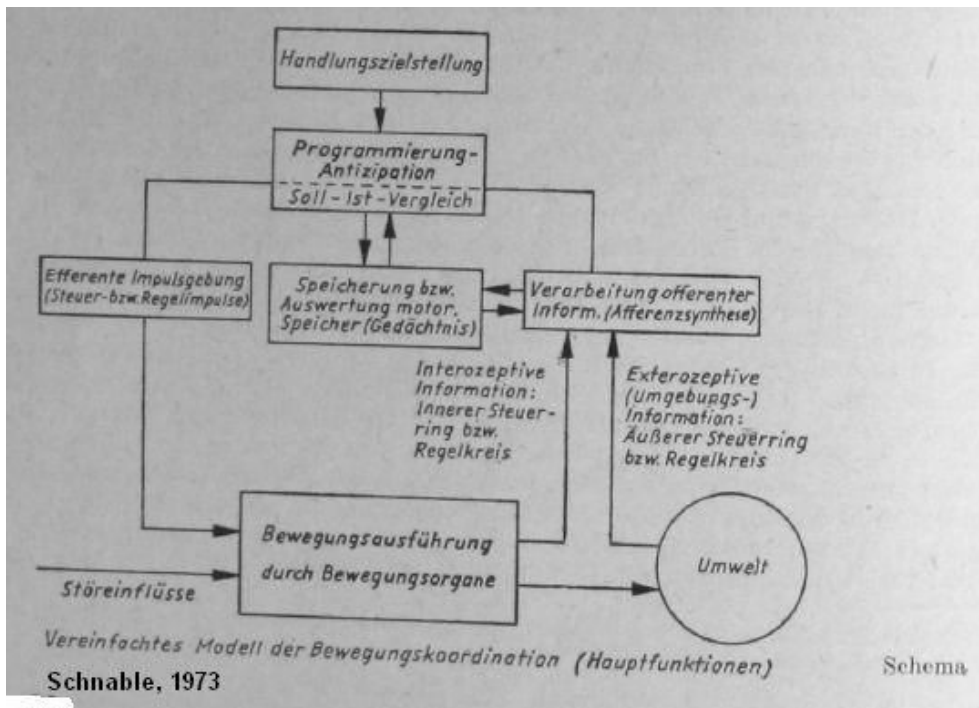 Handlungszielstellung
Programmierung-
Antizipation
Soll-Ist-Vergleich
Efferente Impulsgebung
(Steuer-bzw. Regelimpulse)
Speicherung bzw.
Auswertung motor.
Speicher (Gedächtnis)
Verarbeitung afferenter
Inform. (Afferenzsynthese)
Interozeptive
Information:
Innerer Steuer-
ring bzw.
Regelkreis
Exterozeptive
(Umgebungs-)
Information:
Äußerer Steuerring
bzw. Regelkreis
Bewegungsausführung
durch Bewegungsorgane
Umwelt
Störeinflüsse
Vereinfachtes Modell der Bewegungskoordination (Hauptfunktionen)
Schema
Schnable, 1973